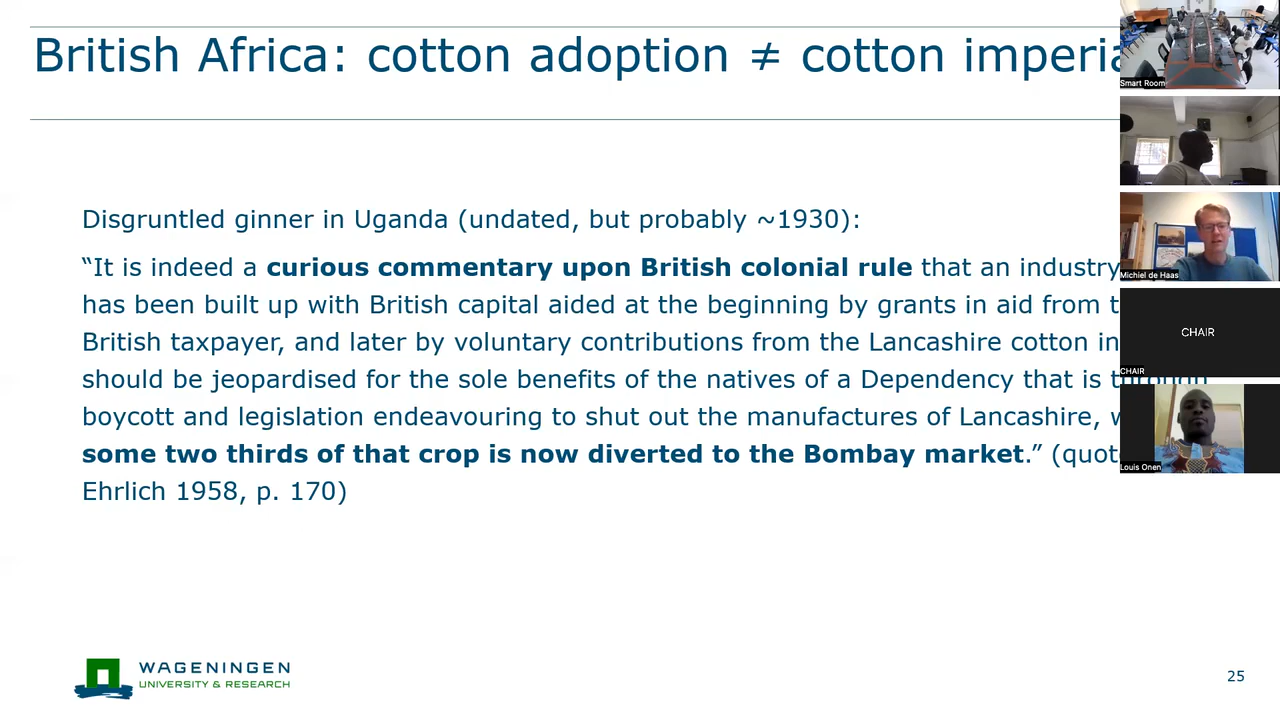 British Africa: cotton adoption ≠ cotton imperia
Disgruntled ginner in Uganda (undated, but probably ~1930):
“It is indeed a curious commentary upon British colonial rule that an industry
has been built up with British capital aided at the beginning by grants in aid from t
British taxpayer, and later by voluntary contributions from the Lancashire cotton in
should be jeopardised for the sole benefits of the natives of a Dependency that is through
boycott and legislation endeavouring to shut out the manufactures of Lancashire, w
some two thirds of that crop is now diverted to the Bombay market.” (quot
Ehrlich 1958, p. 170)
WAGENINGEN
UNIVERSITY & RESEARCH
25
Smart Room
Michiel de Haas
CHAIR
CHAIR
Louis Onen